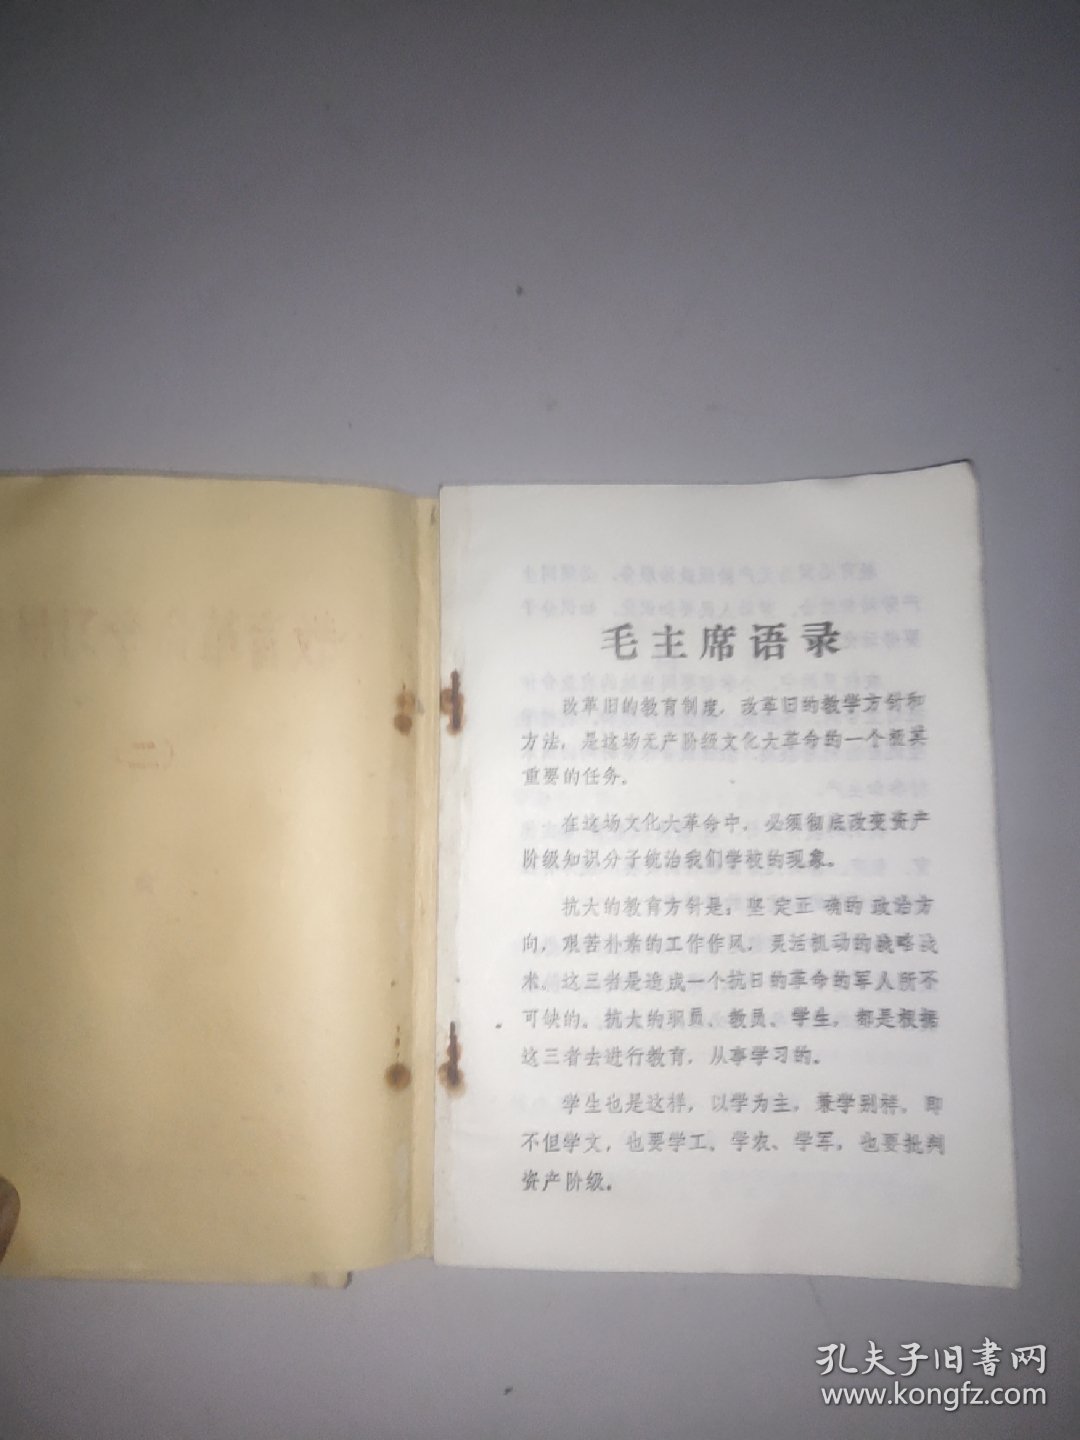 毛主席语录
改革旧的教育制度，改革旧的教学方针和
方法，是这场无产阶级文化大革命的一个极其
重要的任务。
在这场文化大革命中，必须彻底改变资产
阶级知识分子统治我们学校的现象。
抗大的教育方针是：坚定正确的政治方
向，艰苦朴素的工作作风，灵活机动的战略战
术。这三者是造成一个抗日的革命的军人所不
可缺的。抗大的职员、教员、学生，都是根据
这三者去进行教育，从事学习的。
学生也是这样，以学为主，兼学别样，即
不但学文，也要学工、学农、学军，也要批判
资产阶级。
(二)
孔夫子旧書网
www.kongfz.com